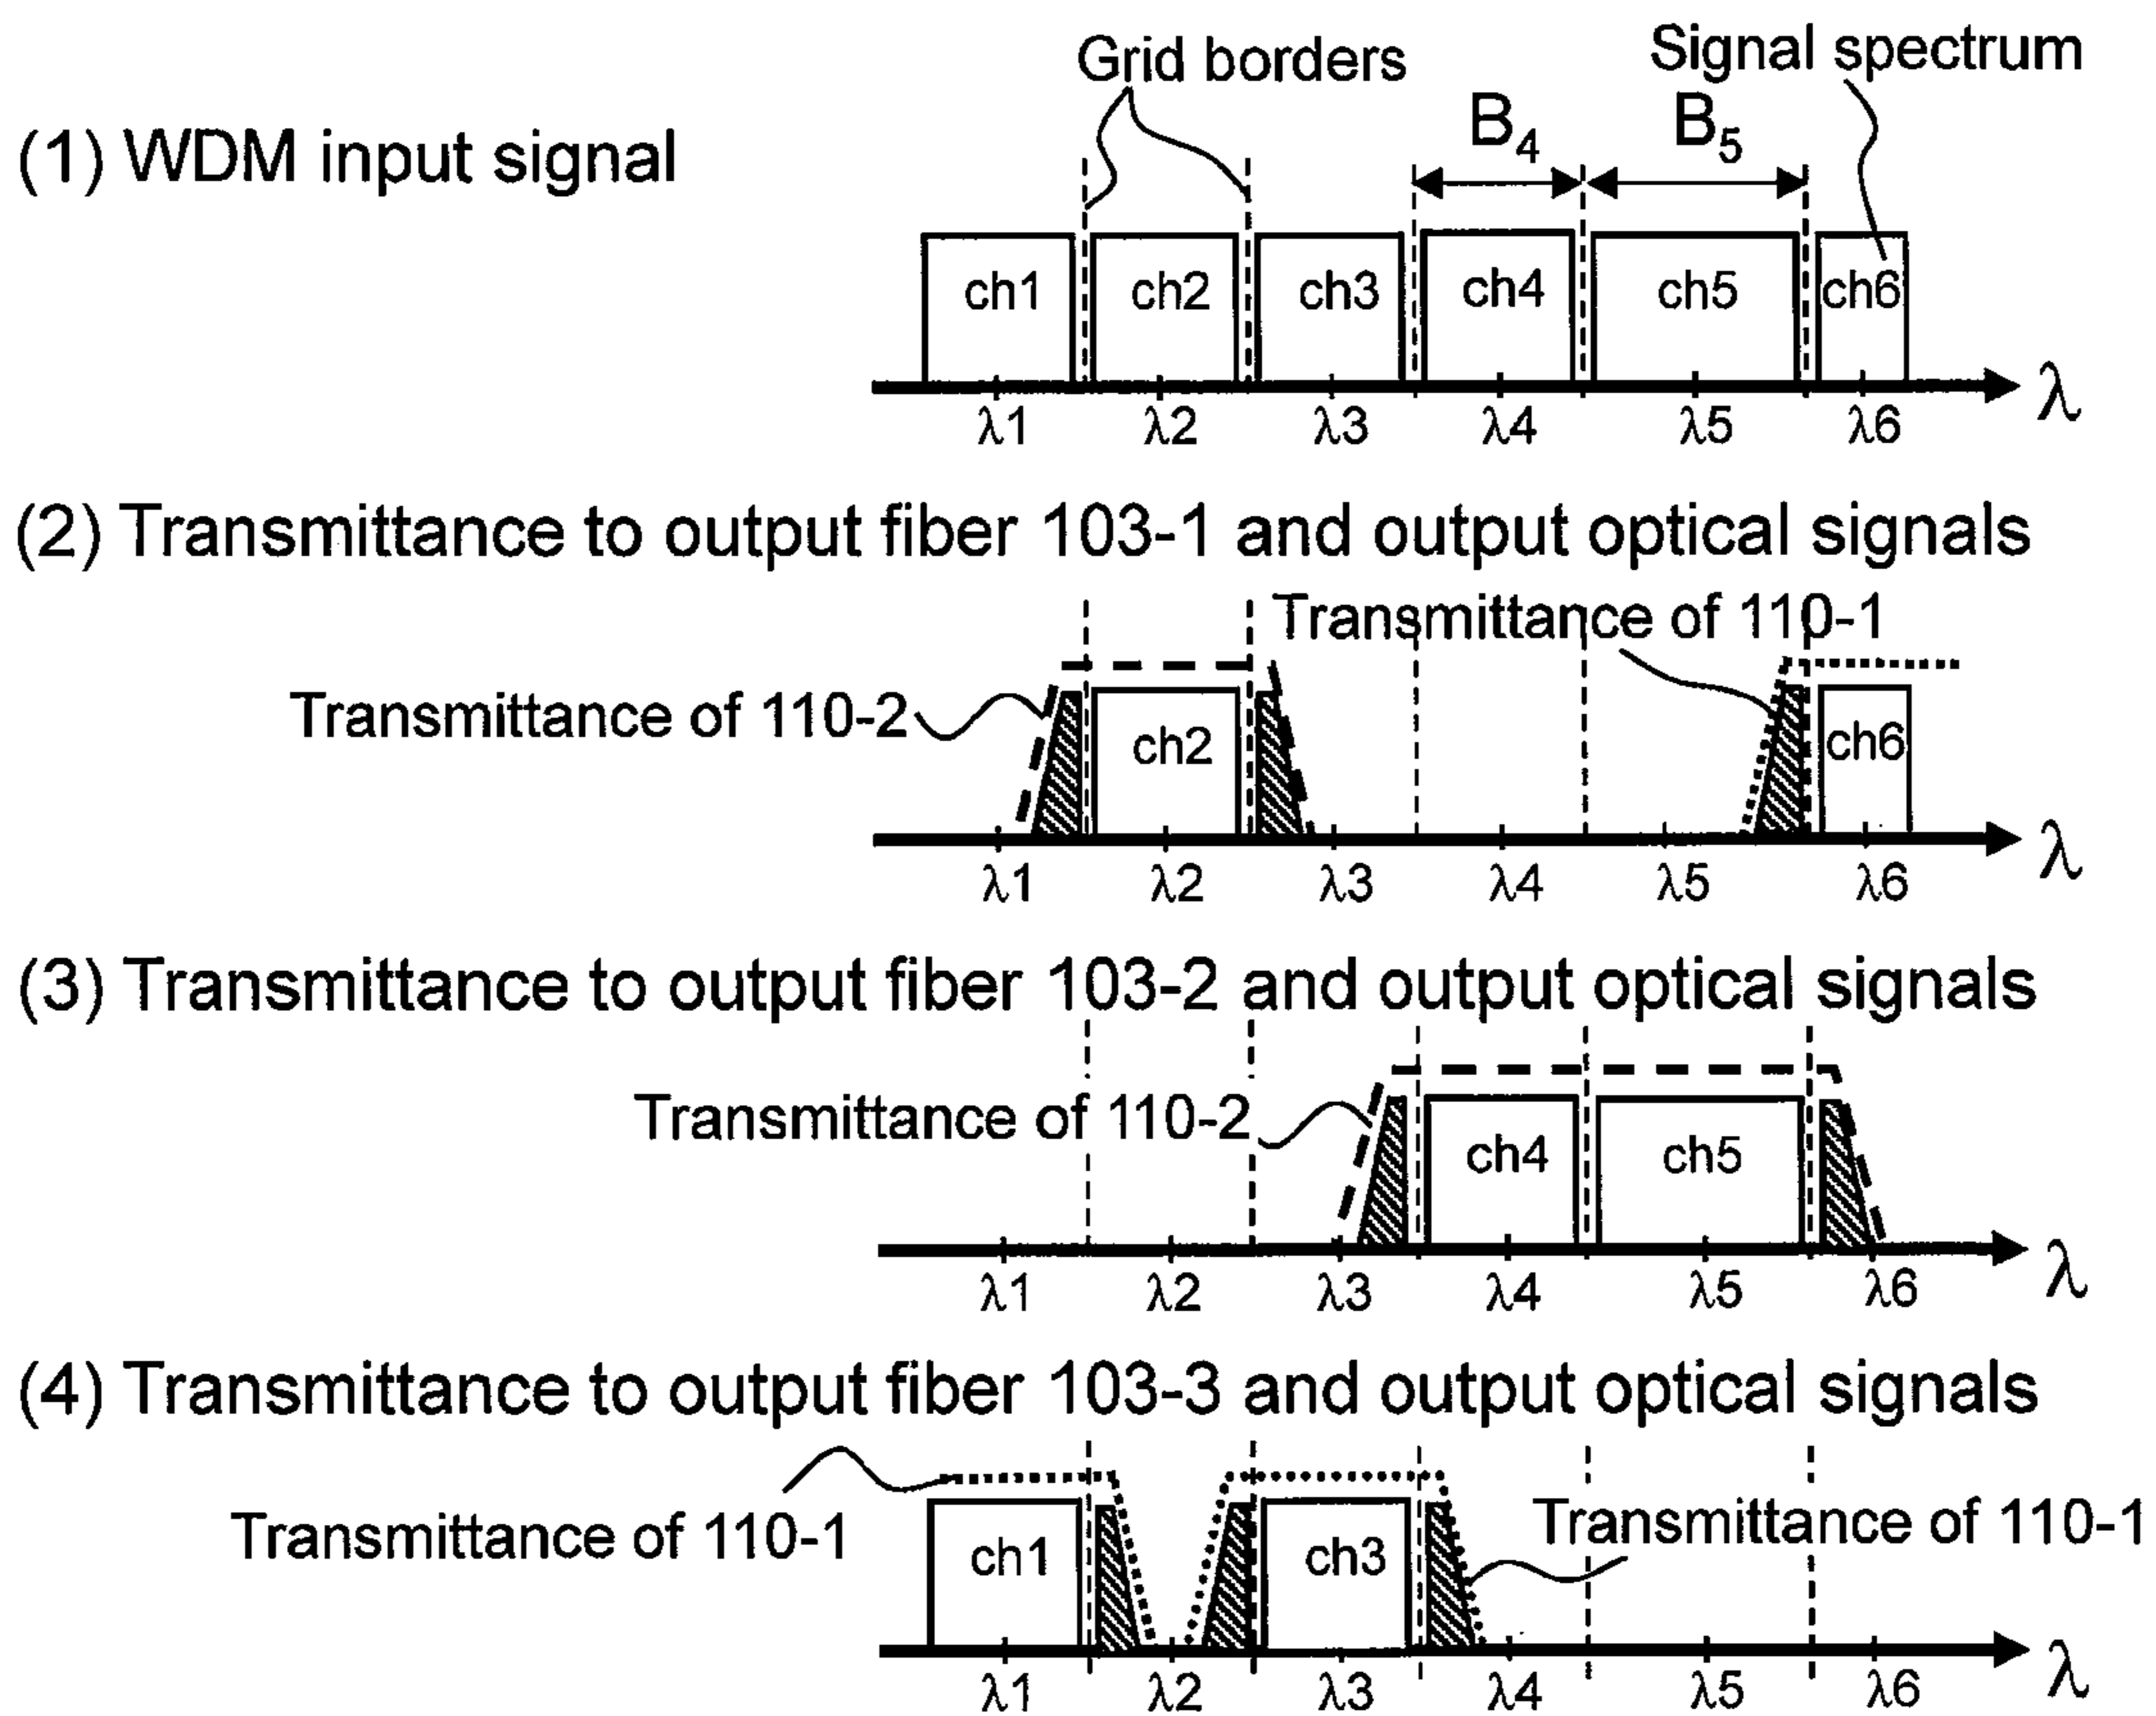 Grid borders
Signal spectrum
(1) WDM input signal
B4 B5
ch1 ch2 ch3 ch4 ch5 ch6
λ
λ1 λ2 λ3 λ4 λ5 λ6
(2) Transmittance to output fiber 103-1 and output optical signals
Transmittance of 110-1
Transmittance of 110-2
ch2 ch6
λ
λ1 λ2 λ3 λ4 λ5 λ6
(3) Transmittance to output fiber 103-2 and output optical signals
Transmittance of 110-2
ch4 ch5
λ
λ1 λ2 λ3 λ4 λ5 λ6
(4) Transmittance to output fiber 103-3 and output optical signals
Transmittance of 110-1
Transmittance of 110-1
ch1 ch3
λ
λ1 λ2 λ3 λ4 λ5 λ6